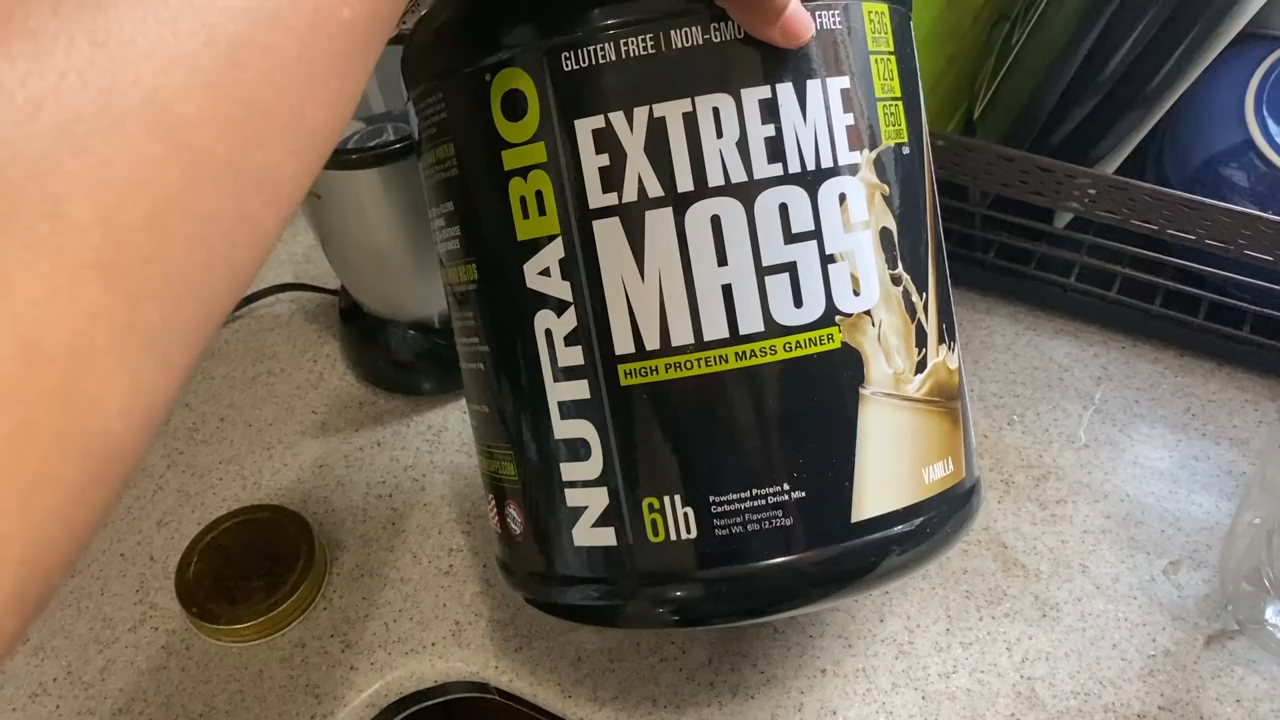 GLUTEN FREE | NON-GMO
FREE
53G
PROTEIN
12G
BCAAs
650
CALORIES
NUTRABIO
EXTREME
MASS
HIGH PROTEIN MASS GAINER
6lb
Powdered Protein &
Carbohydrate Drink Mix
Natural Flavoring
Net Wt. 6lb (2,722g)
VANILLA